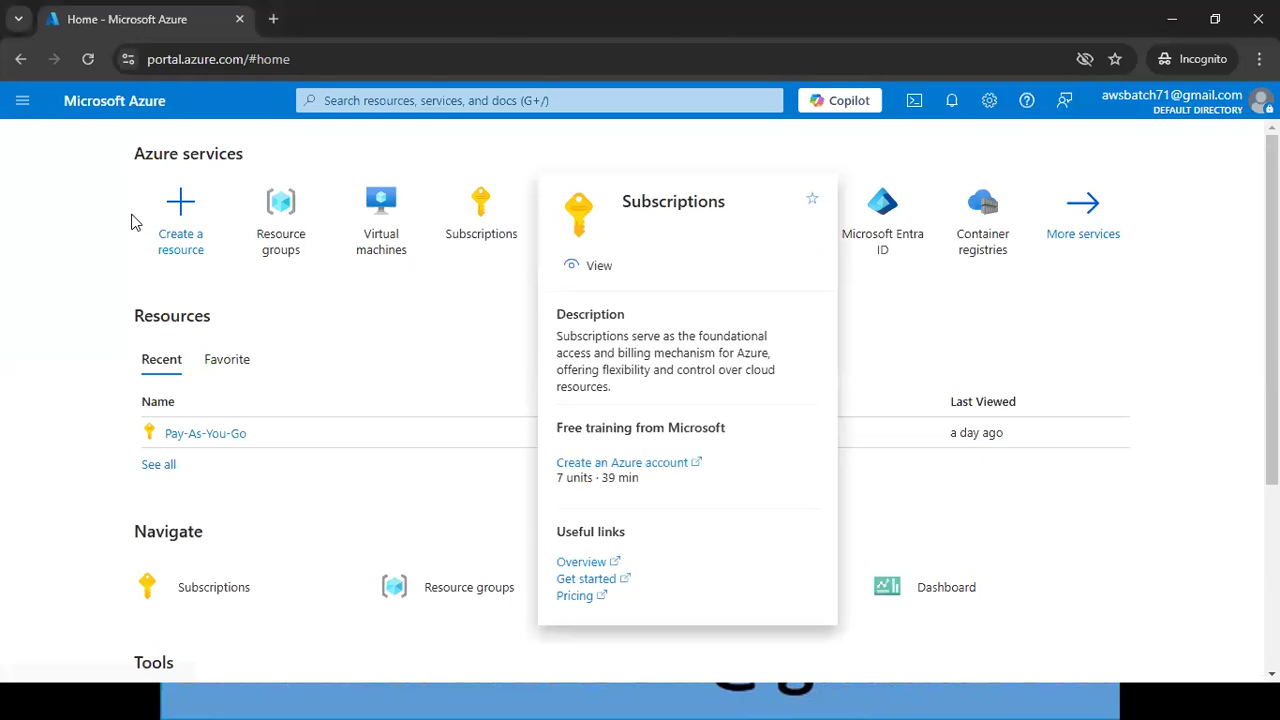 Home - Microsoft Azure
portal.azure.com/#home
Incognito
Microsoft Azure
Search resources, services, and docs (G+/)
Copilot
awsbatch71@gmail.com
DEFAULT DIRECTORY
Azure services
Create a
resource
Resource
groups
Virtual
machines
Subscriptions
Subscriptions
View
Description
Subscriptions serve as the foundational
access and billing mechanism for Azure,
offering flexibility and control over cloud
resources.
Free training from Microsoft
Create an Azure account
7 units · 39 min
Useful links
Overview
Get started
Pricing
Microsoft Entra
ID
Container
registries
More services
Resources
Recent
Favorite
Name
Last Viewed
Pay-As-You-Go
a day ago
See all
Navigate
Subscriptions
Resource groups
Dashboard
Tools